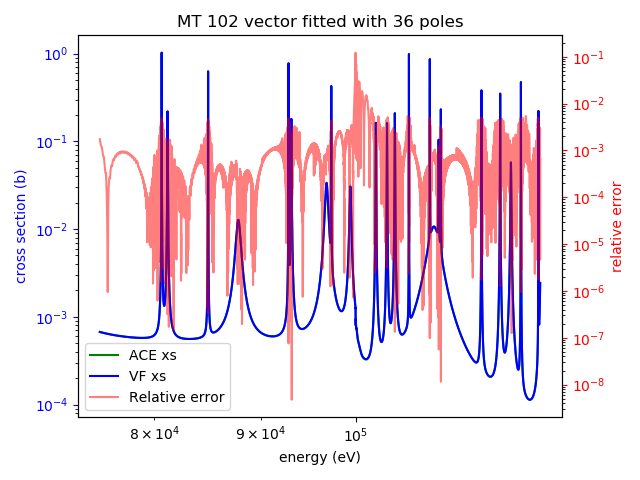 MT 102 vector fitted with 36 poles
10⁰
10⁻¹
10⁻²
10⁻³
10⁻⁴
cross section (b)
10⁻¹
10⁻²
10⁻³
10⁻⁴
10⁻⁵
10⁻⁶
10⁻⁷
10⁻⁸
relative error
ACE xs
VF xs
Relative error
8 × 10⁴
9 × 10⁴
10⁵
energy (eV)